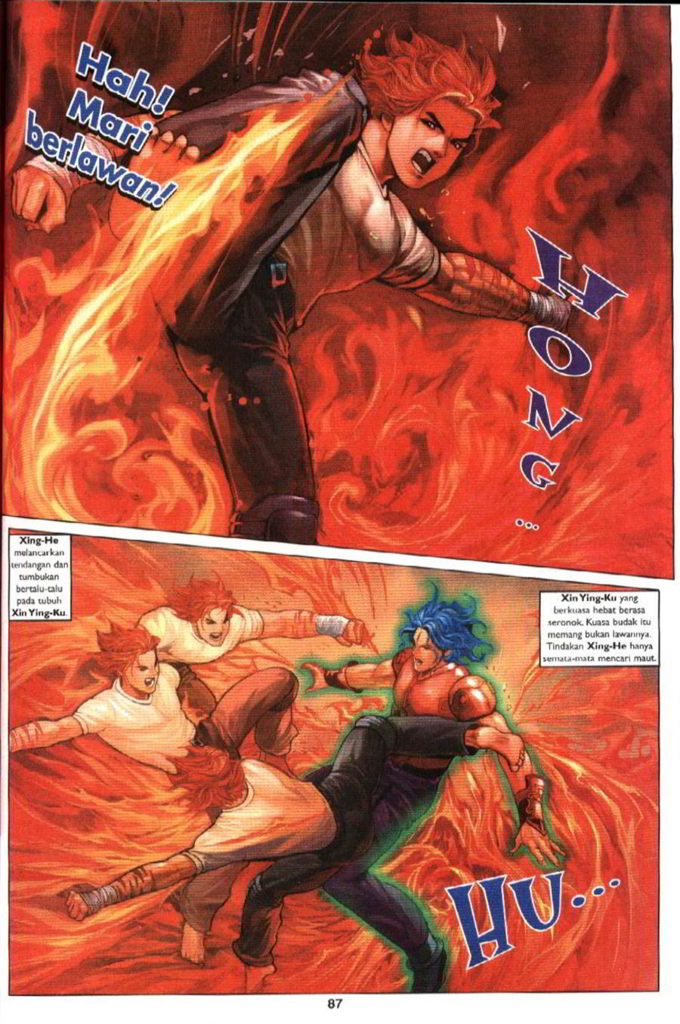 Hah!
Mari
berlawan!
HONG...
Xing-He
melancarkan
tendangan dan
tumbukan
bertalu-talu
pada tubuh
Xin Ying-Ku.
Xin Ying-Ku yang
berkuasa hebat berasa
seronok. Kuasa budak itu
memang bukan lawannya.
Tindakan Xing-He hanya
semata-mata mencari maut.
HU...
87